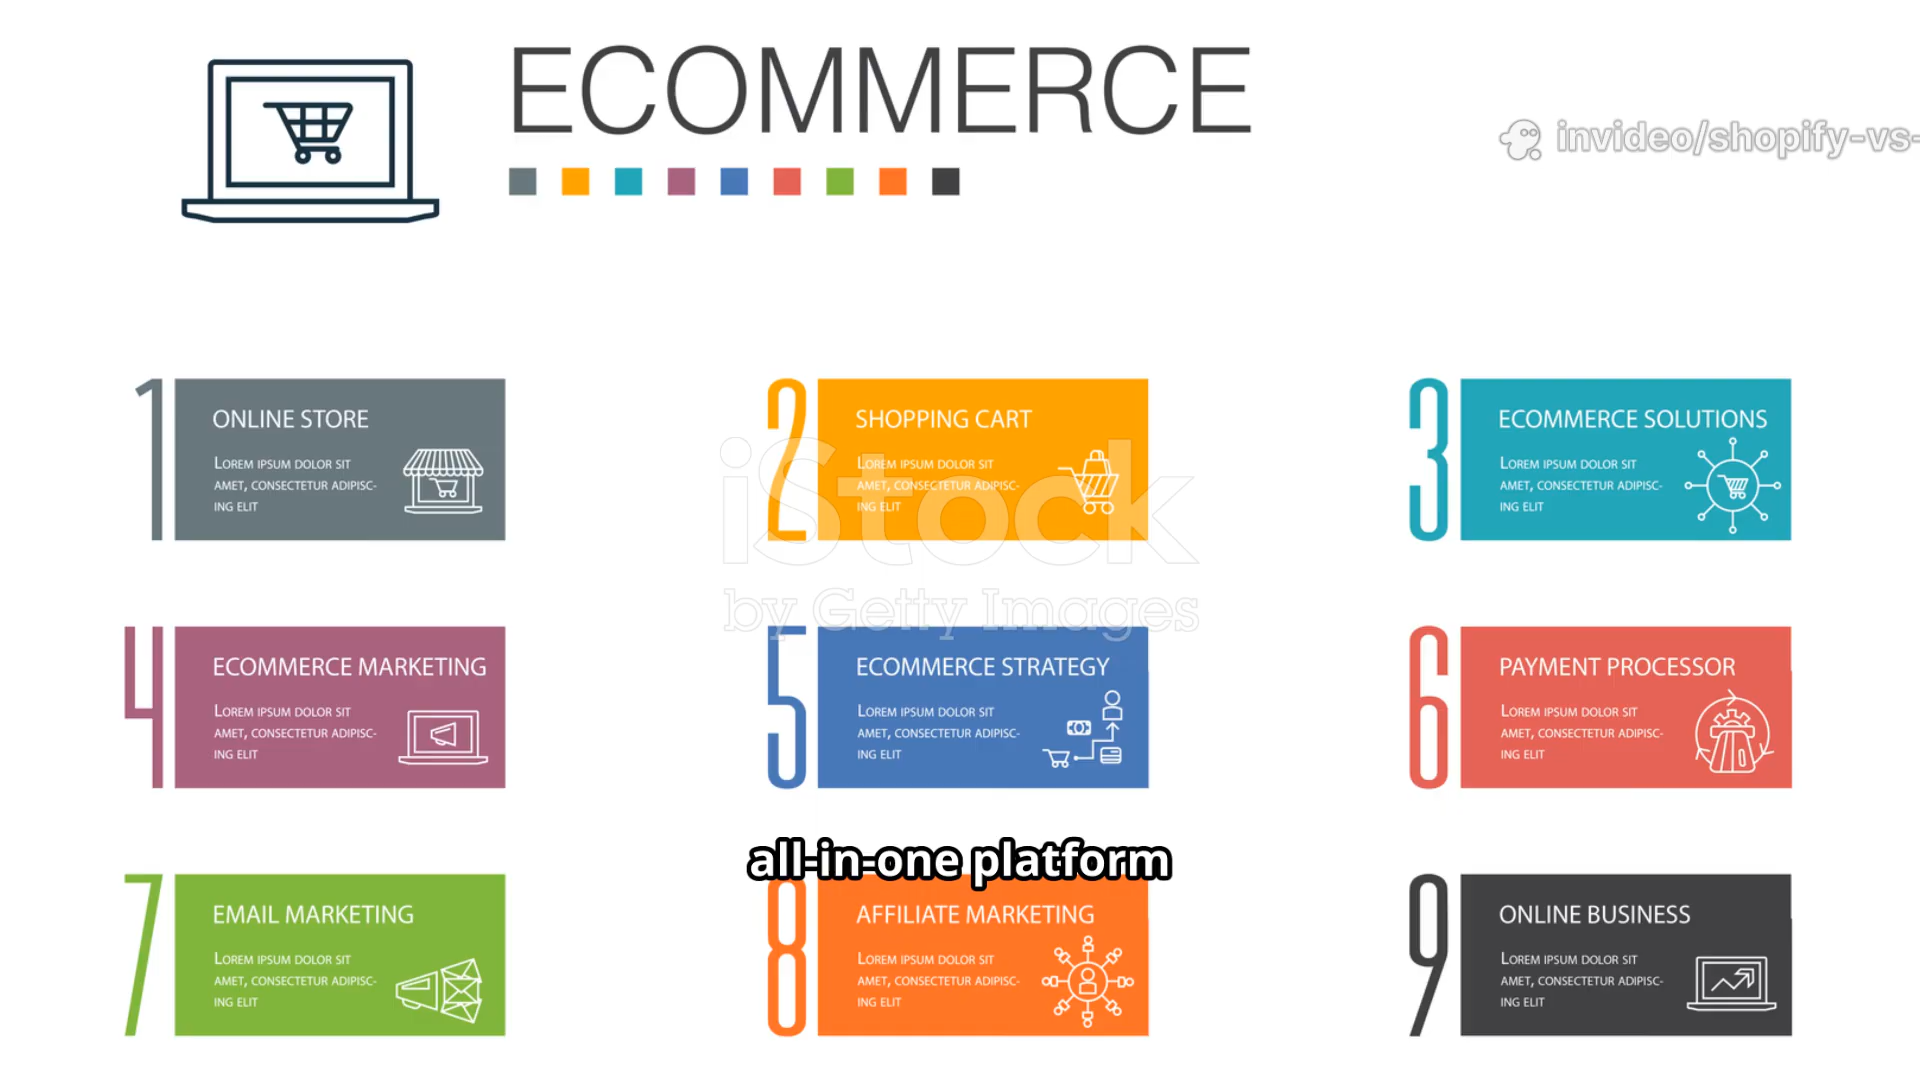 ECOMMERCE
invideo/shopify-vs-
1
ONLINE STORE
LOREM IPSUM DOLOR SIT
AMET, CONSECTETUR ADIPISC-
ING ELIT
2
SHOPPING CART
LOREM IPSUM DOLOR SIT
AMET, CONSECTETUR ADIPISC-
ING ELIT
3
ECOMMERCE SOLUTIONS
LOREM IPSUM DOLOR SIT
AMET, CONSECTETUR ADIPISC-
ING ELIT
iStock
by Getty Images
4
ECOMMERCE MARKETING
LOREM IPSUM DOLOR SIT
AMET, CONSECTETUR ADIPISC-
ING ELIT
5
ECOMMERCE STRATEGY
LOREM IPSUM DOLOR SIT
AMET, CONSECTETUR ADIPISC-
ING ELIT
6
PAYMENT PROCESSOR
LOREM IPSUM DOLOR SIT
AMET, CONSECTETUR ADIPISC-
ING ELIT
all-in-one platform
7
EMAIL MARKETING
LOREM IPSUM DOLOR SIT
AMET, CONSECTETUR ADIPISC-
ING ELIT
8
AFFILIATE MARKETING
LOREM IPSUM DOLOR SIT
AMET, CONSECTETUR ADIPISC-
ING ELIT
9
ONLINE BUSINESS
LOREM IPSUM DOLOR SIT
AMET, CONSECTETUR ADIPISC-
ING ELIT